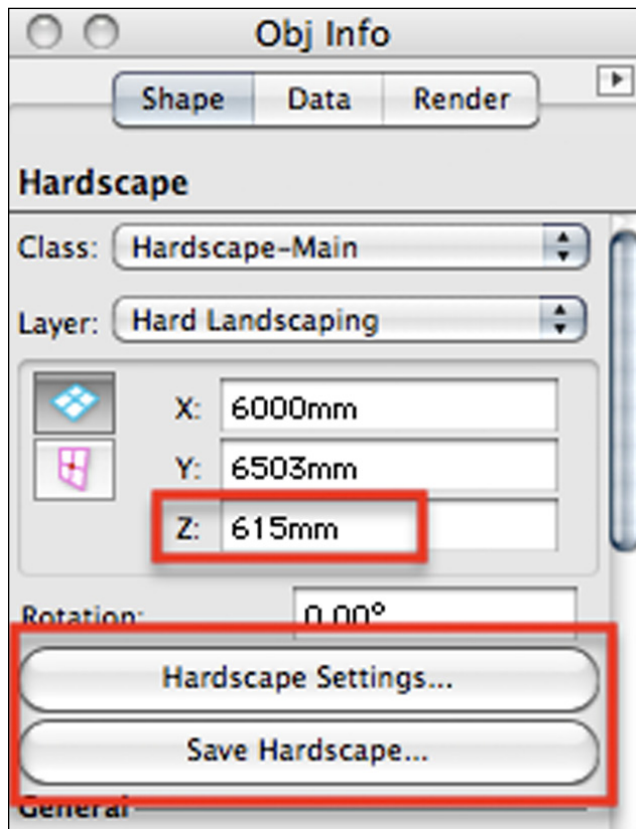 Obj Info
Shape Data Render
Hardscape
Class: Hardscape-Main
Layer: Hard Landscaping
X: 6000mm
Y: 6503mm
Z: 615mm
Rotation: 0.00°
Hardscape Settings...
Save Hardscape...
General